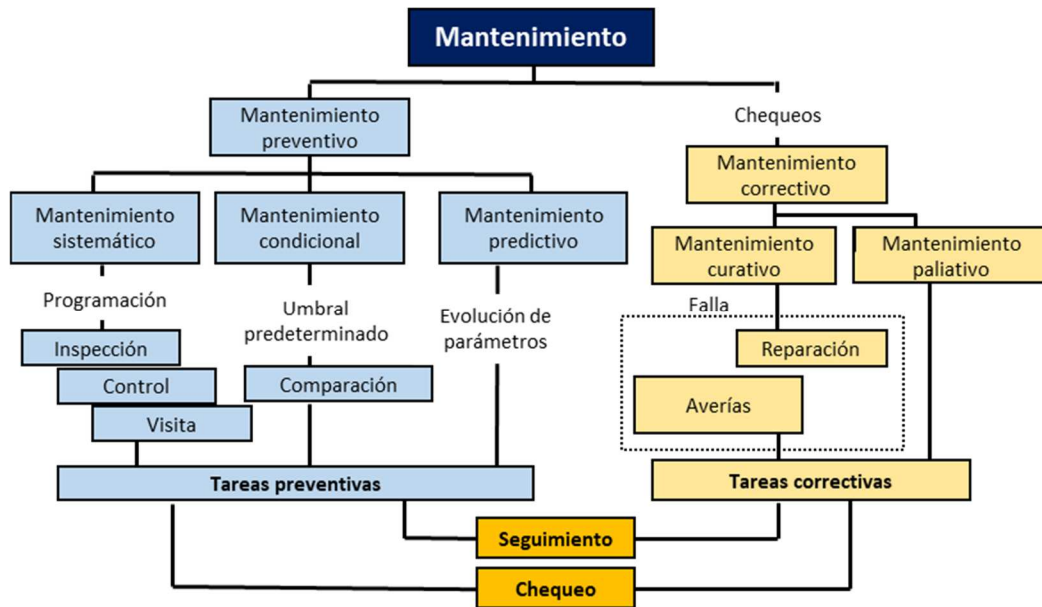 Mantenimiento
Mantenimiento
preventivo
Chequeos
Mantenimiento
correctivo
Mantenimiento
sistemático
Mantenimiento
condicional
Mantenimiento
predictivo
Mantenimiento
curativo
Mantenimiento
paliativo
Programación
Umbral
predeterminado
Evolución de
parámetros
Falla
Inspección
Control
Visita
Comparación
Reparación
Averías
Tareas preventivas
Tareas correctivas
Seguimiento
Chequeo